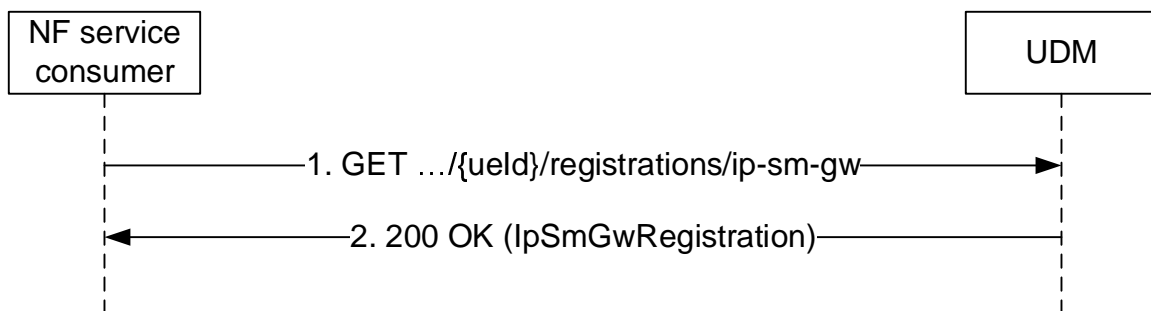 NF service
consumer
UDM
1. GET …/{ueId}/registrations/ip-sm-gw
2. 200 OK (IpSmGwRegistration)